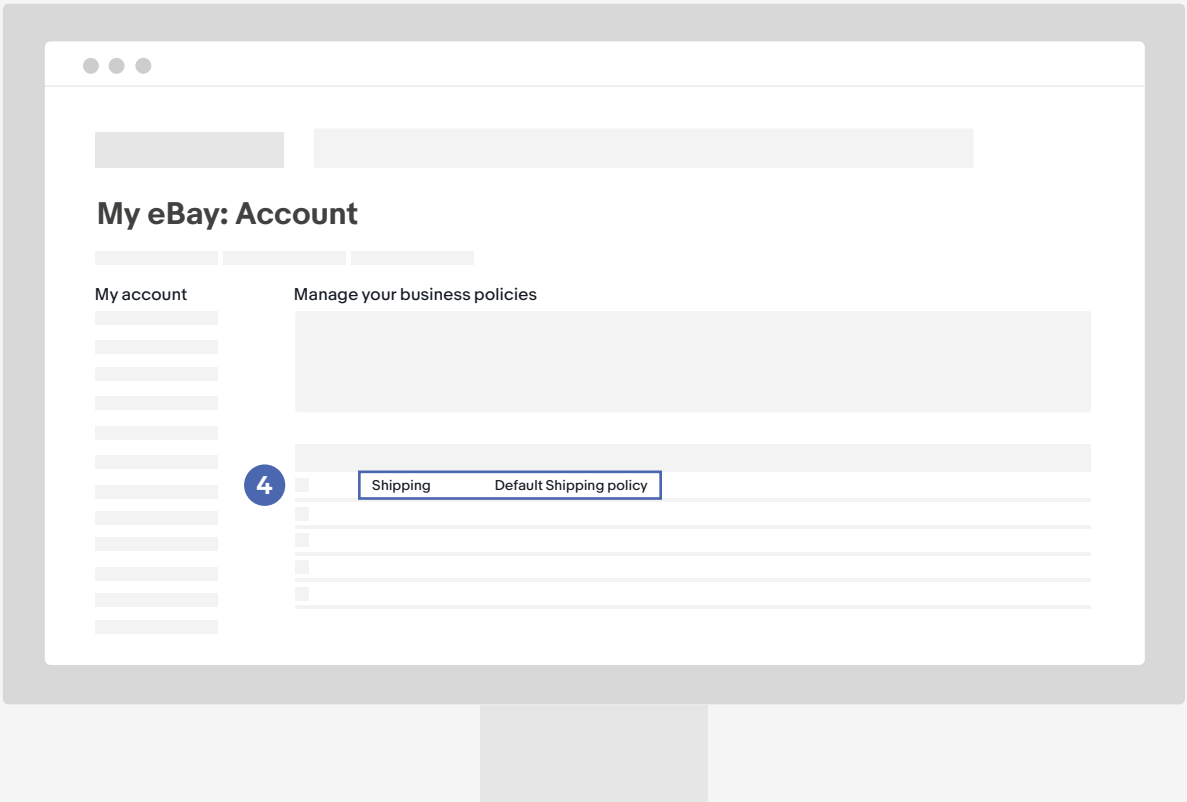 My eBay: Account
My account
Manage your business policies
4
Shipping
Default Shipping policy